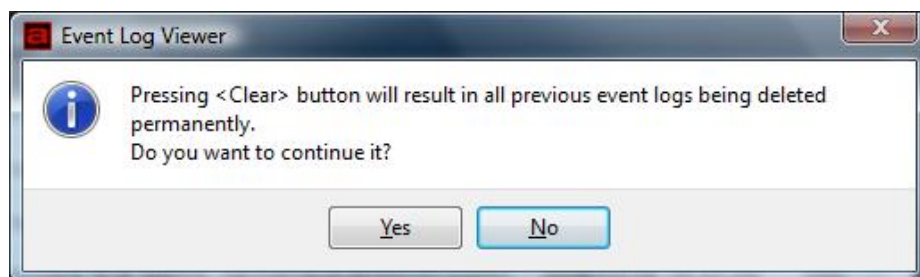 Event Log Viewer
Pressing <Clear> button will result in all previous event logs being deleted
permanently.
Do you want to continue it?
Yes
No